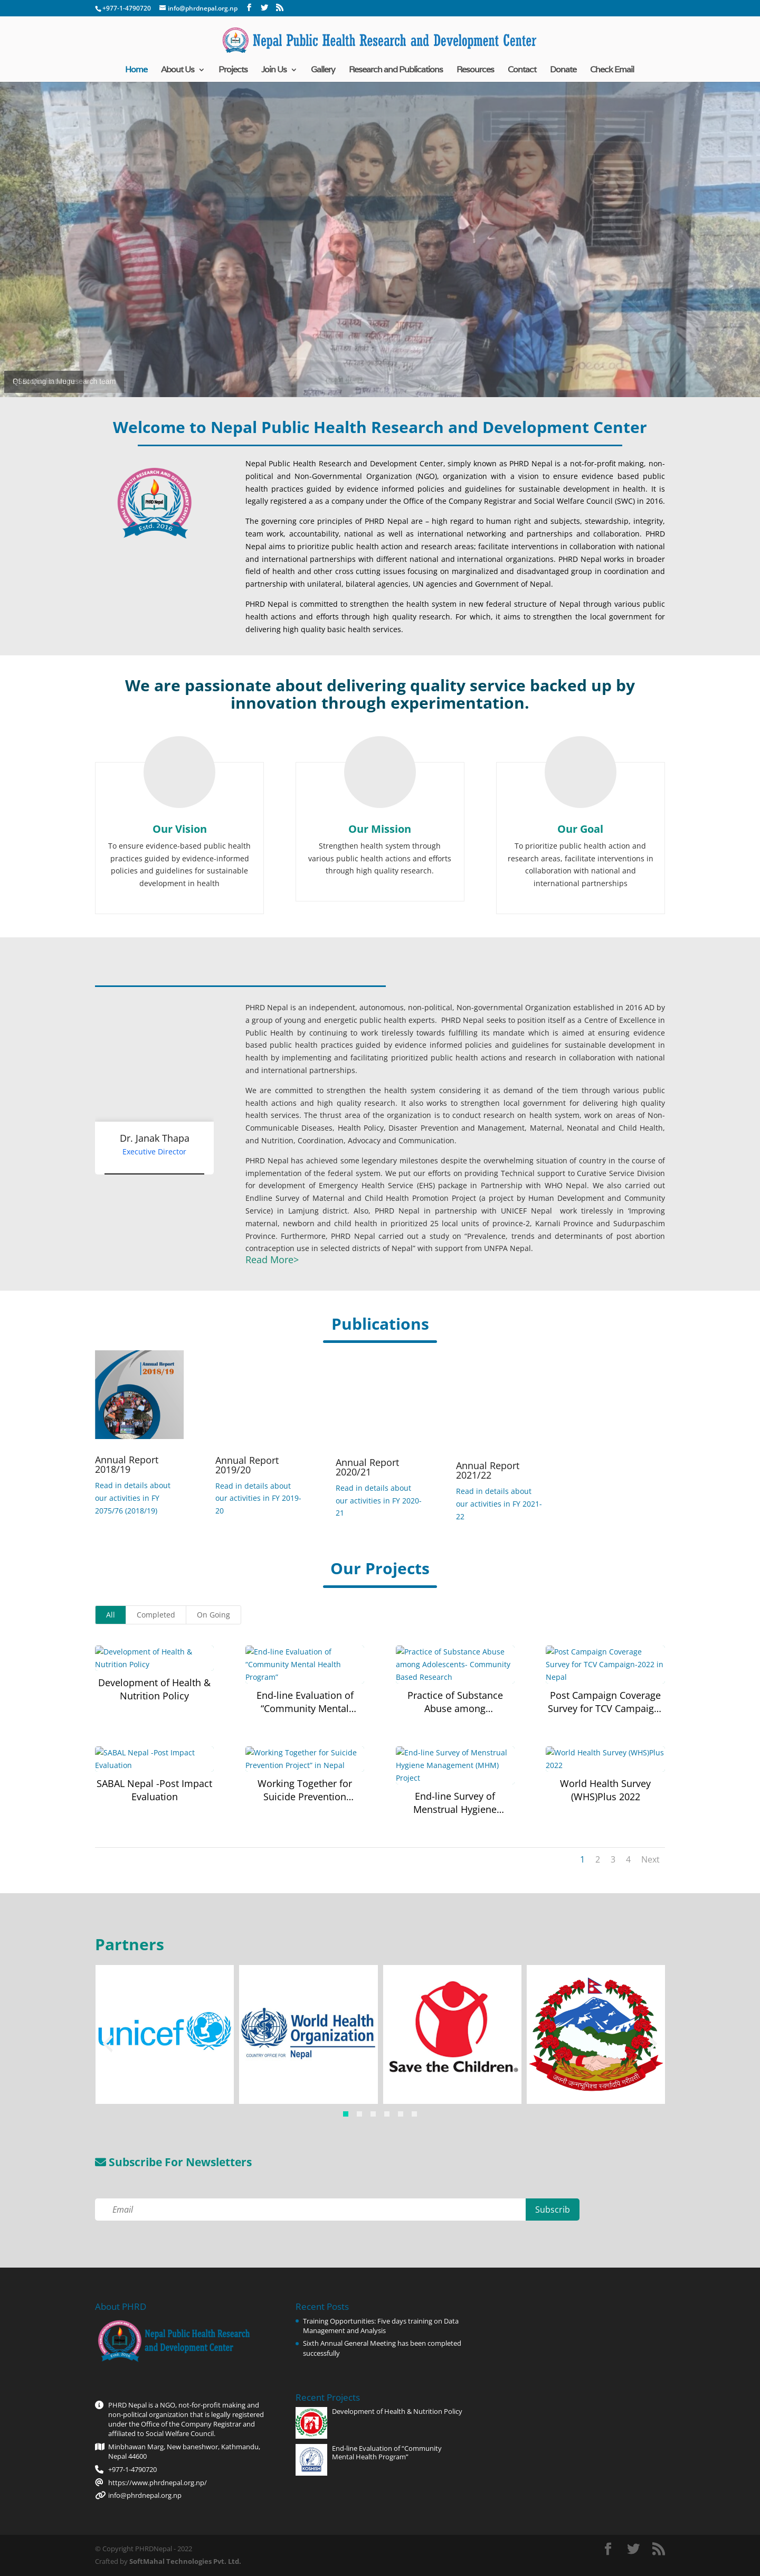 +977-1-4790720 info@phrdnepal.org.np
Nepal Public Health Research and Development Center
Home About Us Projects Join Us Gallery Research and Publications Resources Contact Donate Check Email
Welcome to Nepal Public Health Research and Development Center
Estd. 2016
Nepal Public Health Research and Development Center, simply known as PHRD Nepal is a not-for-profit making, non-
political and Non-Governmental Organization (NGO), organization with a vision to ensure evidence based public
health practices guided by evidence informed policies and guidelines for sustainable development in health. It is
legally registered a as a company under the Office of the Company Registrar and Social Welfare Council (SWC) in 2016.
The governing core principles of PHRD Nepal are – high regard to human right and subjects, stewardship, integrity,
team work, accountability, national as well as international networking and partnerships and collaboration. PHRD
Nepal aims to prioritize public health action and research areas; facilitate interventions in collaboration with national
and international partnerships with different national and international organizations. PHRD Nepal works in broader
field of health and other cross cutting issues focusing on marginalized and disadvantaged group in coordination and
partnership with unilateral, bilateral agencies, UN agencies and Government of Nepal.
PHRD Nepal is committed to strengthen the health system in new federal structure of Nepal through various public
health actions and efforts through high quality research. For which, it aims to strengthen the local government for
delivering high quality basic health services.
We are passionate about delivering quality service backed up by
innovation through experimentation.
Our Vision
To ensure evidence-based public health
practices guided by evidence-informed
policies and guidelines for sustainable
development in health
Our Mission
Strengthen health system through
various public health actions and efforts
through high quality research.
Our Goal
To prioritize public health action and
research areas, facilitate interventions in
collaboration with national and
international partnerships
Dr. Janak Thapa
Executive Director
PHRD Nepal is an independent, autonomous, non-political, Non-governmental Organization established in 2016 AD by
a group of young and energetic public health experts. PHRD Nepal seeks to position itself as a Centre of Excellence in
Public Health by continuing to work tirelessly towards fulfilling its mandate which is aimed at ensuring evidence
based public health practices guided by evidence informed policies and guidelines for sustainable development in
health by implementing and facilitating prioritized public health actions and research in collaboration with national
and international partnerships.
We are committed to strengthen the health system considering it as demand of the tiem through various public
health actions and high quality research. It also works to strengthen local government for delivering high quality
health services. The thrust area of the organization is to conduct research on health system, work on areas of Non-
Communicable Diseases, Health Policy, Disaster Prevention and Management, Maternal, Neonatal and Child Health,
and Nutrition, Coordination, Advocacy and Communication.
PHRD Nepal has achieved some legendary milestones despite the overwhelming situation of country in the course of
implementation of the federal system. We put our efforts on providing Technical support to Curative Service Division
for development of Emergency Health Service (EHS) package in Partnership with WHO Nepal. We also carried out
Endline Survey of Maternal and Child Health Promotion Project (a project by Human Development and Community
Service) in Lamjung district. Also, PHRD Nepal in partnership with UNICEF Nepal work tirelessly in ‘Improving
maternal, newborn and child health in prioritized 25 local units of province-2, Karnali Province and Sudurpaschim
Province. Furthermore, PHRD Nepal carried out a study on “Prevalence, trends and determinants of post abortion
contraception use in selected districts of Nepal” with support from UNFPA Nepal.
Read More>
Publications
Annual Report
2018/19
Annual Report
2018/19
Read in details about
our activities in FY
2075/76 (2018/19)
Annual Report
2019/20
Read in details about
our activities in FY 2019-
20
Annual Report
2020/21
Read in details about
our activities in FY 2020-
21
Annual Report
2021/22
Read in details about
our activities in FY 2021-
22
Our Projects
All Completed On Going
Development of Health &
Nutrition Policy
Development of Health &
Nutrition Policy
End-line Evaluation of
“Community Mental Health
Program”
End-line Evaluation of
“Community Mental…
Practice of Substance Abuse
among Adolescents- Community
Based Research
Practice of Substance
Abuse among…
Post Campaign Coverage
Survey for TCV Campaign-2022 in
Nepal
Post Campaign Coverage
Survey for TCV Campaig…
SABAL Nepal -Post Impact
Evaluation
SABAL Nepal -Post Impact
Evaluation
Working Together for Suicide
Prevention Project” in Nepal
Working Together for
Suicide Prevention…
End-line Survey of Menstrual
Hygiene Management (MHM)
Project
End-line Survey of
Menstrual Hygiene…
World Health Survey (WHS)Plus
2022
World Health Survey
(WHS)Plus 2022
1 2 3 4 Next
Partners
unicef
World Health
Organization
COUNTRY OFFICE FOR
Nepal
Save the Children®
जननी जन्मभूमिश्च स्वर्गादपि गरीयसी
Subscribe For Newsletters
Email
Subscrib
About PHRD
Nepal Public Health Research
and Development Center
PHRD Nepal is a NGO, not-for-profit making and
non-political organization that is legally registered
under the Office of the Company Registrar and
affiliated to Social Welfare Council.
Minbhawan Marg, New baneshwor, Kathmandu,
Nepal 44600
+977-1-4790720
https://www.phrdnepal.org.np/
info@phrdnepal.org.np
Recent Posts
Training Opportunities: Five days training on Data
Management and Analysis
Sixth Annual General Meeting has been completed
successfully
Recent Projects
Development of Health & Nutrition Policy
KOSHISH
End-line Evaluation of “Community
Mental Health Program”
© Copyright PHRDNepal - 2022
Crafted by SoftMahal Technologies Pvt. Ltd.